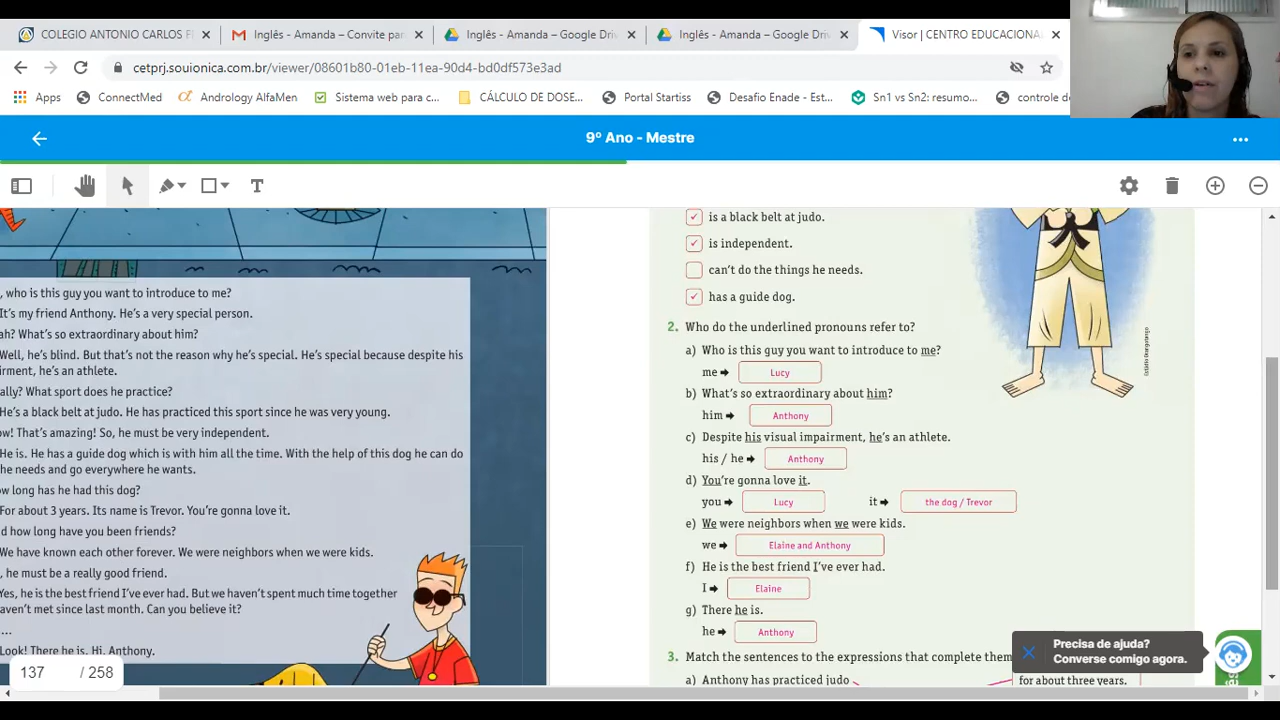 COLEGIO ANTONIO CARLOS
Inglês - Amanda – Convite par
Inglês - Amanda – Google Driv
Inglês - Amanda – Google Driv
Visor | CENTRO EDUCACIONA
cetprj.souionica.com.br/viewer/08601b80-01eb-11ea-90d4-bd0df573e3ad
Apps
ConnectMed
Andrology AlfaMen
Sistema web para c...
CÁLCULO DE DOSE...
Portal Startiss
Desafio Enade - Est...
Sn1 vs Sn2: resumo...
controle d
9º Ano - Mestre
T
, who is this guy you want to introduce to me?
It's my friend Anthony. He's a very special person.
ah? What's so extraordinary about him?
Well, he's blind. But that's not the reason why he's special. He's special because despite his
irment, he's an athlete.
ally? What sport does he practice?
He's a black belt at judo. He has practiced this sport since he was very young.
ow! That's amazing! So, he must be very independent.
He is. He has a guide dog which is with him all the time. With the help of this dog he can do
he needs and go everywhere he wants.
ow long has he had this dog?
For about 3 years. Its name is Trevor. You're gonna love it.
d how long have you been friends?
We have known each other forever. We were neighbors when we were kids.
, he must be a really good friend.
Yes, he is the best friend I've ever had. But we haven't spent much time together
aven't met since last month. Can you believe it?
...
Look! There he is. Hi, Anthony.
137 / 258
is a black belt at judo.
is independent.
can't do the things he needs.
has a guide dog.
2. Who do the underlined pronouns refer to?
a) Who is this guy you want to introduce to me?
me Lucy
b) What's so extraordinary about him?
him Anthony
c) Despite his visual impairment, he's an athlete.
his / he Anthony
d) You're gonna love it.
you Lucy it the dog / Trevor
e) We were neighbors when we were kids.
we Elaine and Anthony
f) He is the best friend I've ever had.
I Elaine
g) There he is.
he Anthony
3. Match the sentences to the expressions that complete them
a) Anthony has practiced judo for about three years.
Precisa de ajuda?
Converse comigo agora.